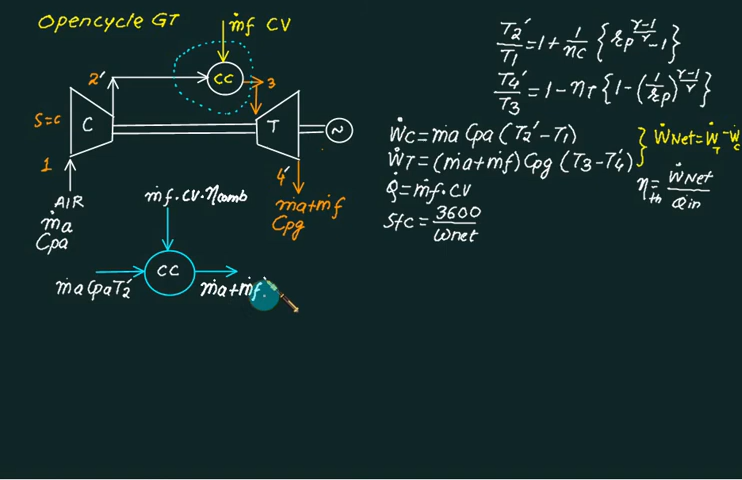 Opencycle GT
ṁf CV
2'
CC
3
S=c
C
T
~
1
4'
AIR
ṁa
Cpa
ṁa+ṁf
Cpg
ṁf.CV.ηcomb
CC
ṁaCpaT2'
ṁa+ṁf
T2'/T1 = 1 + 1/ηc {rp^(γ-1/γ) - 1}
T4'/T3 = 1 - ηT {1 - (1/rp)^(γ-1/γ)}
ẆC = ṁa Cpa (T2' - T1)
ẆT = (ṁa+ṁf) Cpg (T3 - T4')
} ẆNet = ẆT - ẆC
Q̇ = ṁf.CV
ηth = ẆNet/Q̇in
Sfc = 3600/Wnet